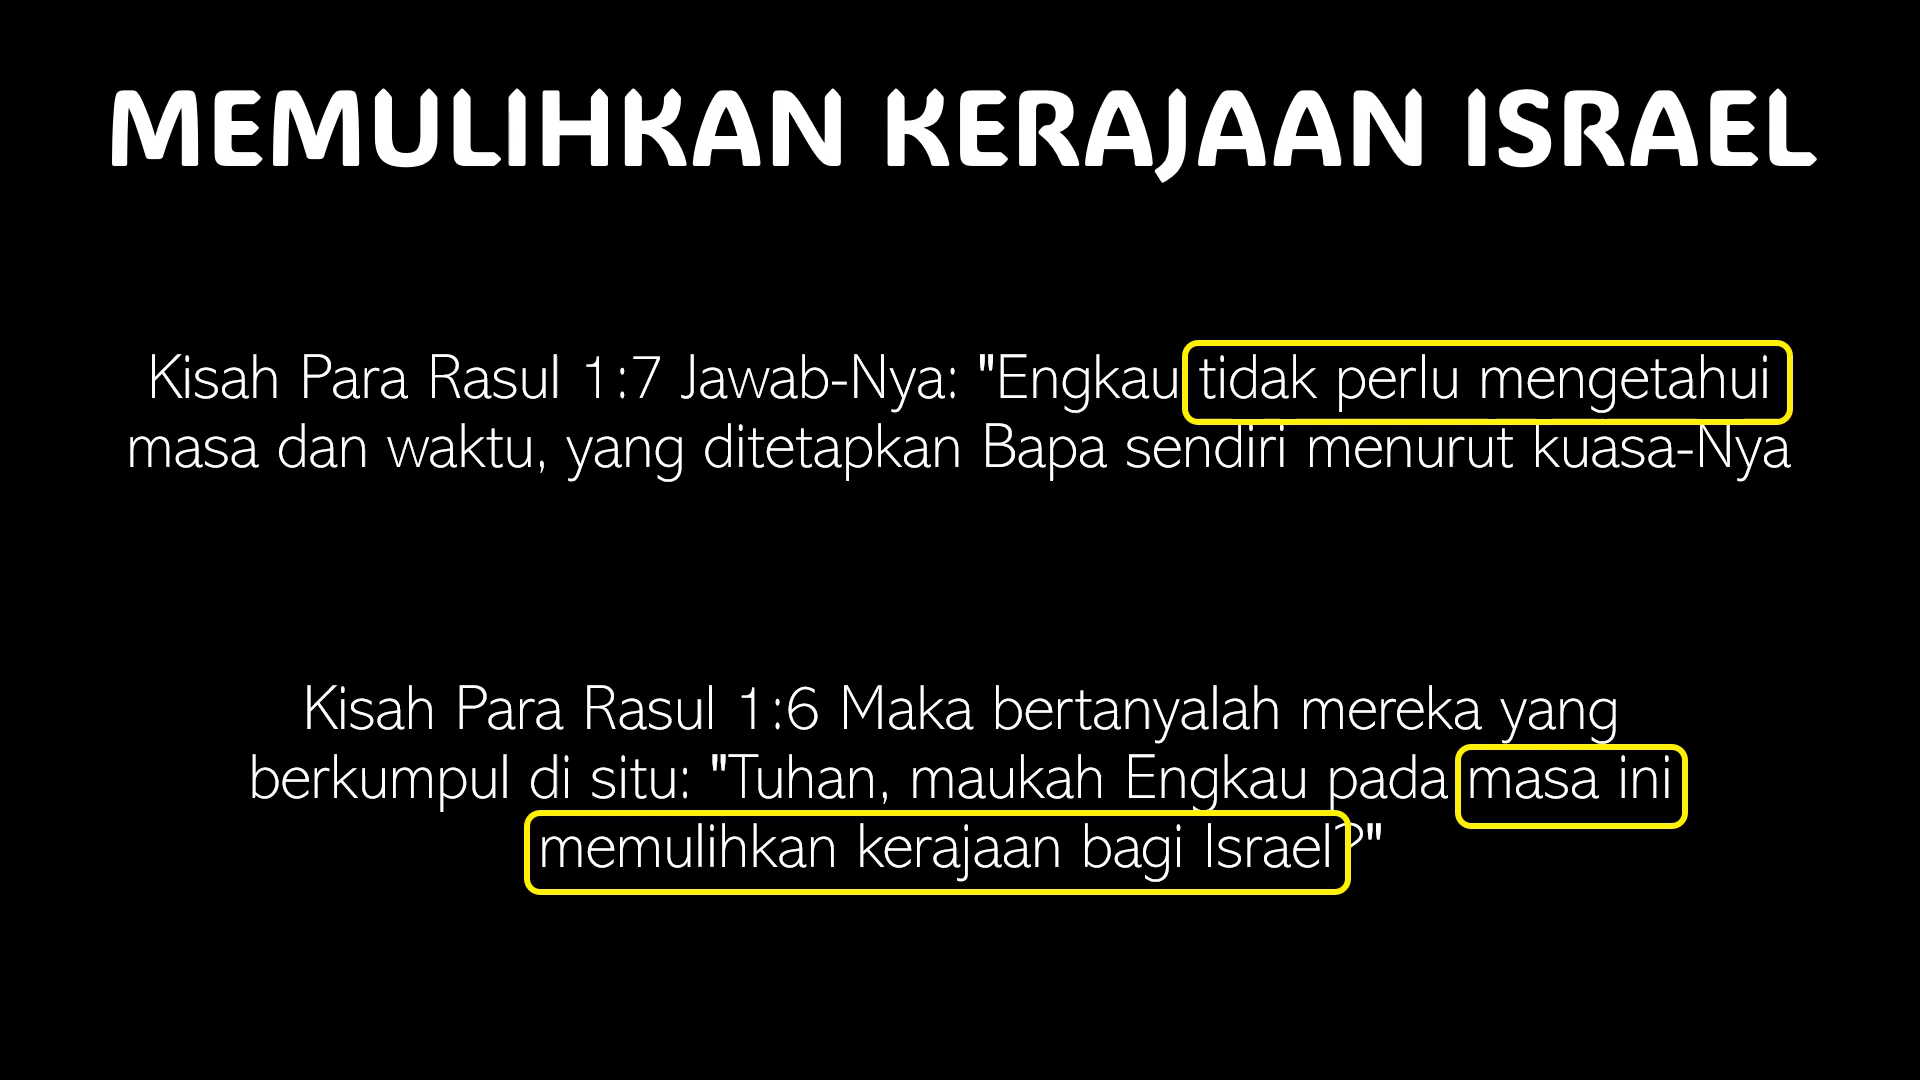 MEMULIHKAN KERAJAAN ISRAEL
Kisah Para Rasul 1:7 Jawab-Nya: "Engkau tidak perlu mengetahui
masa dan waktu, yang ditetapkan Bapa sendiri menurut kuasa-Nya
Kisah Para Rasul 1:6 Maka bertanyalah mereka yang
berkumpul di situ: "Tuhan, maukah Engkau pada masa ini
memulihkan kerajaan bagi Israel?"